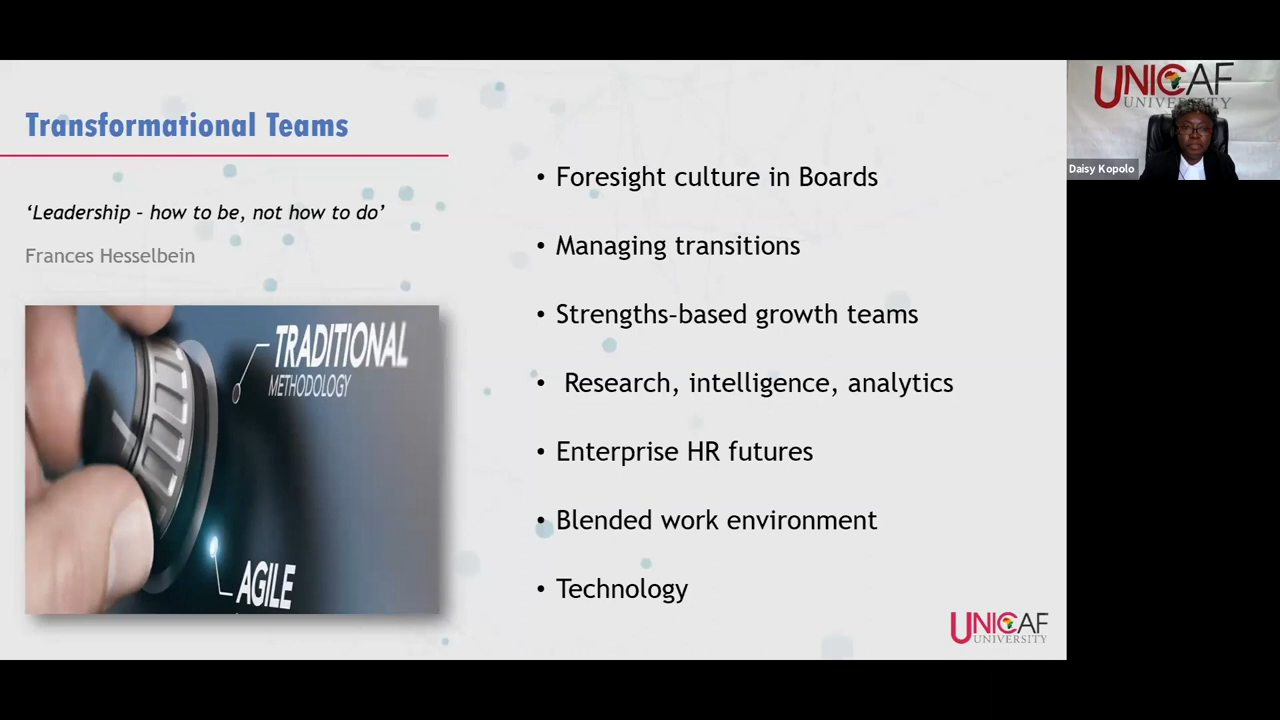 Transformational Teams
‘Leadership – how to be, not how to do’
Frances Hesselbein
TRADITIONAL
METHODOLOGY
AGILE
• Foresight culture in Boards
• Managing transitions
• Strengths-based growth teams
• Research, intelligence, analytics
• Enterprise HR futures
• Blended work environment
• Technology
UNICAF
UNIVERSITY
UNICAF
UNIVERSITY
Daisy Kopolo